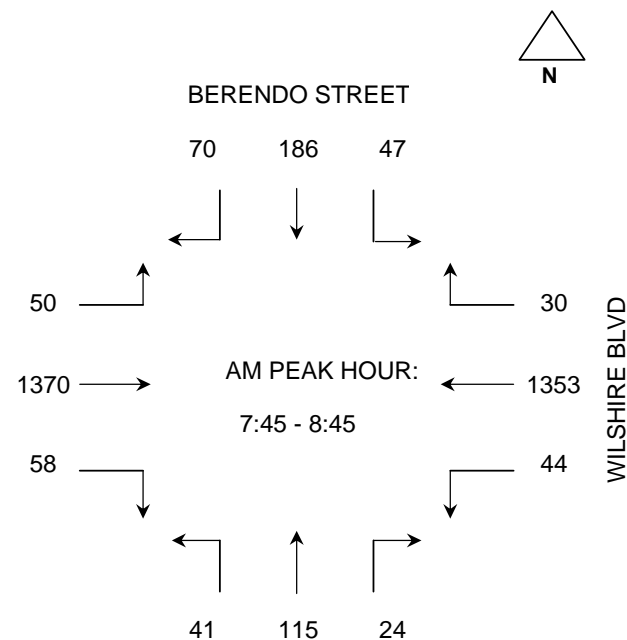 N
BERENDO STREET
70 186 47
50 30
1370 AM PEAK HOUR: 1353
7:45 - 8:45
58 44
WILSHIRE BLVD
41 115 24